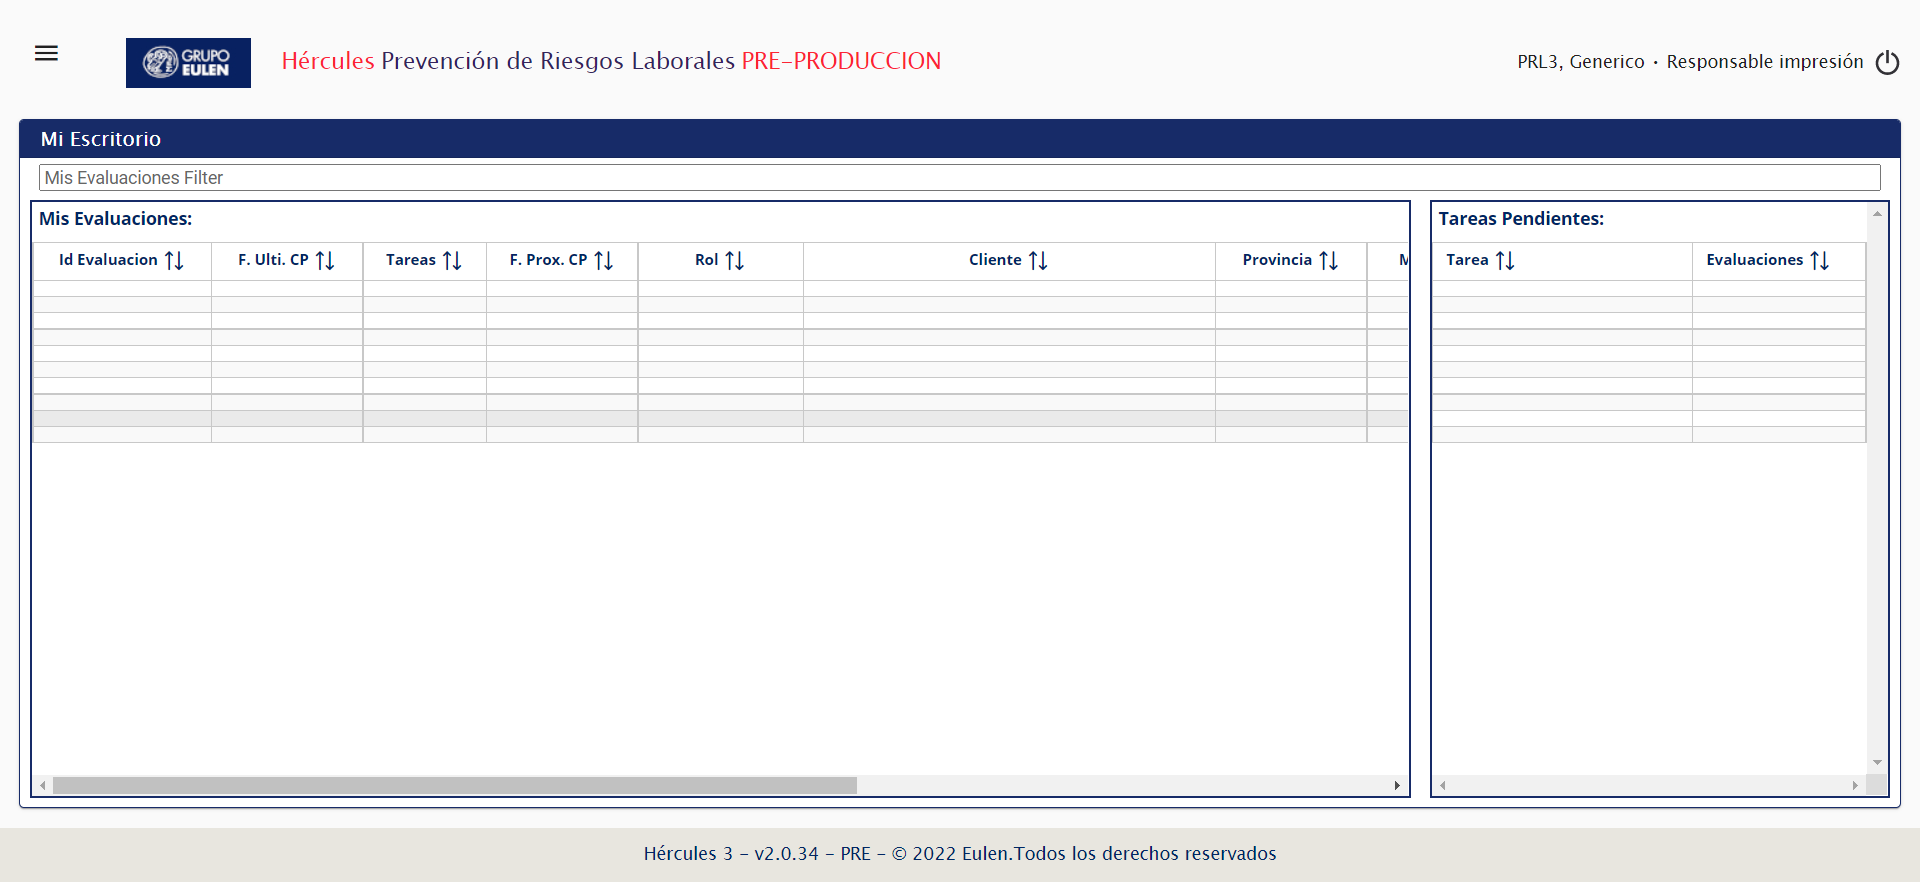 GRUPO
EULEN
Hércules Prevención de Riesgos Laborales PRE-PRODUCCION
PRL3, Generico · Responsable impresión
Mi Escritorio
Mis Evaluaciones Filter
Mis Evaluaciones:
Id Evaluacion F. Ulti. CP Tareas F. Prox. CP Rol Cliente Provincia
Tareas Pendientes:
Tarea Evaluaciones
Hércules 3 - v2.0.34 - PRE - © 2022 Eulen.Todos los derechos reservados